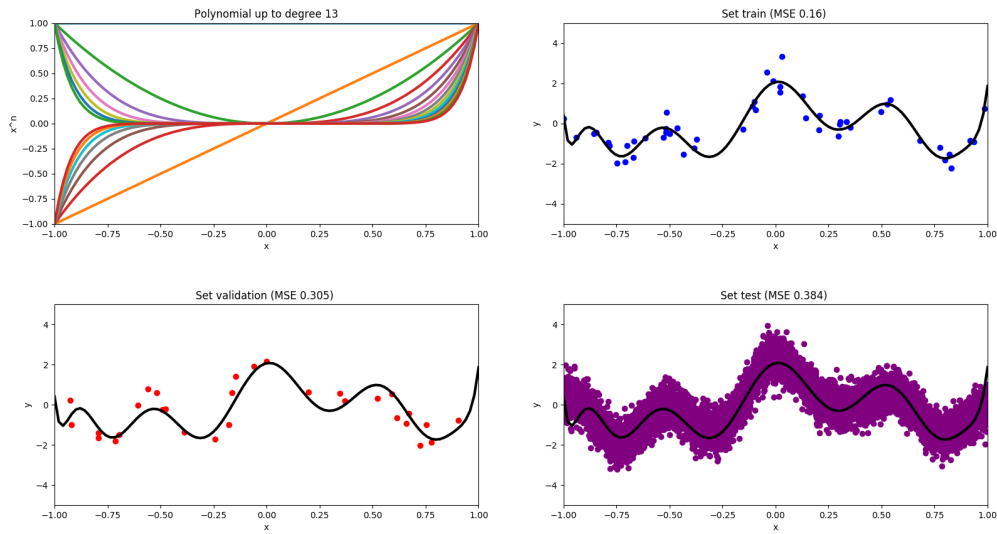 Polynomial up to degree 13
1.00
0.75
0.50
0.25
0.00
−0.25
−0.50
−0.75
−1.00
x^n
−1.00 −0.75 −0.50 −0.25 0.00 0.25 0.50 0.75 1.00
x
Set train (MSE 0.16)
4
2
0
−2
−4
y
−1.00 −0.75 −0.50 −0.25 0.00 0.25 0.50 0.75 1.00
x
Set validation (MSE 0.305)
4
2
0
−2
−4
y
−1.00 −0.75 −0.50 −0.25 0.00 0.25 0.50 0.75 1.00
x
Set test (MSE 0.384)
4
2
0
−2
−4
y
−1.00 −0.75 −0.50 −0.25 0.00 0.25 0.50 0.75 1.00
x